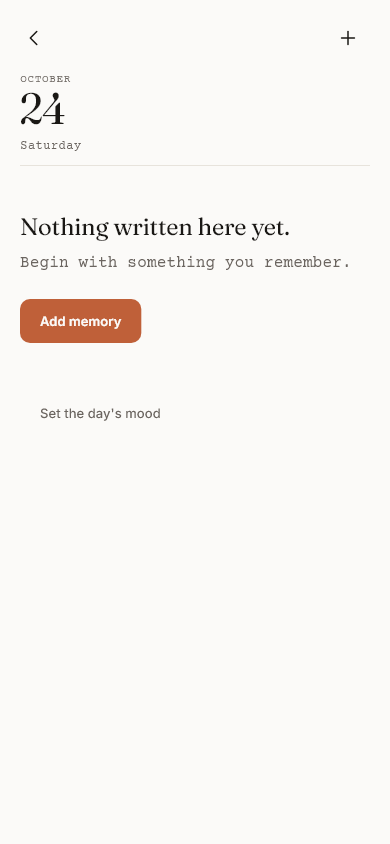 OCTOBER
24
Saturday
Nothing written here yet.
Begin with something you remember.
Add memory
Set the day's mood